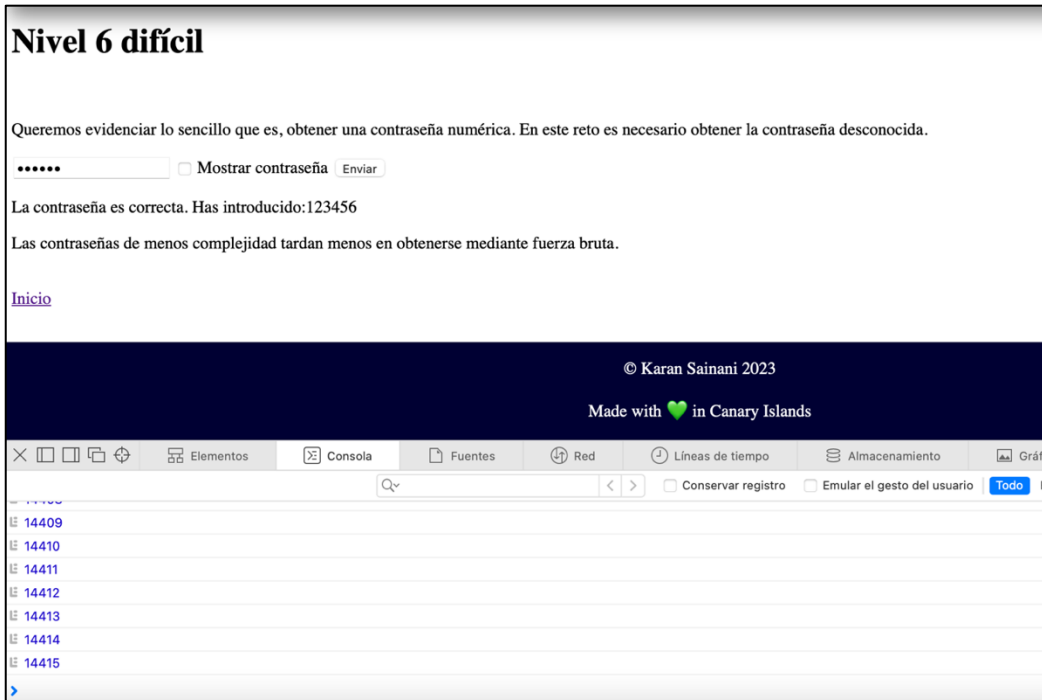 Nivel 6 difícil
Queremos evidenciar lo sencillo que es, obtener una contraseña numérica. En este reto es necesario obtener la contraseña desconocida.
•••••• Mostrar contraseña Enviar
La contraseña es correcta. Has introducido:123456
Las contraseñas de menos complejidad tardan menos en obtenerse mediante fuerza bruta.
Inicio
© Karan Sainani 2023
Made with 💚 in Canary Islands
Elementos Consola Fuentes Red Líneas de tiempo Almacenamiento Gráf
Conservar registro Emular el gesto del usuario Todo
14409
14410
14411
14412
14413
14414
14415